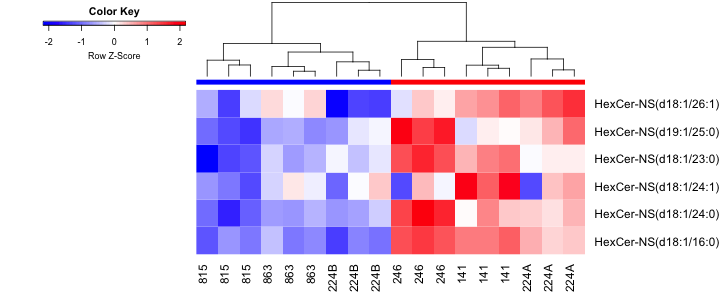 Color Key
-2 -1 0 1 2
Row Z-Score
HexCer-NS(d18:1/26:1)
HexCer-NS(d19:1/25:0)
HexCer-NS(d18:1/23:0)
HexCer-NS(d18:1/24:1)
HexCer-NS(d18:1/24:0)
HexCer-NS(d18:1/16:0)
815 815 815 863 863 863 224B 224B 224B 246 246 246 141 141 141 224A 224A 224A